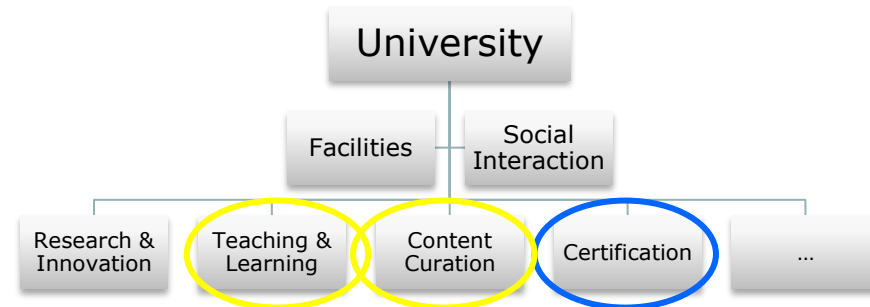 University
Facilities
Social
Interaction
Research &
Innovation
Teaching &
Learning
Content
Curation
Certification
...